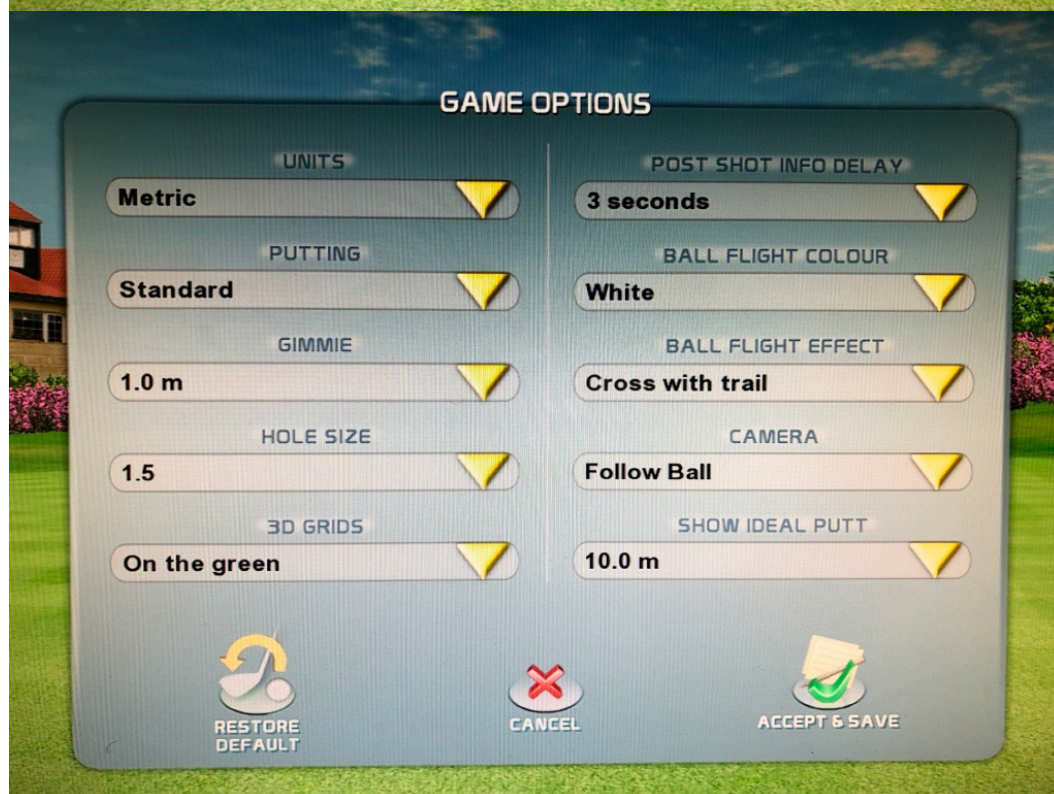 GAME OPTIONS
UNITS
Metric
PUTTING
Standard
GIMMIE
1.0 m
HOLE SIZE
1.5
3D GRIDS
On the green
POST SHOT INFO DELAY
3 seconds
BALL FLIGHT COLOUR
White
BALL FLIGHT EFFECT
Cross with trail
CAMERA
Follow Ball
SHOW IDEAL PUTT
10.0 m
RESTORE
DEFAULT
CANCEL
ACCEPT & SAVE